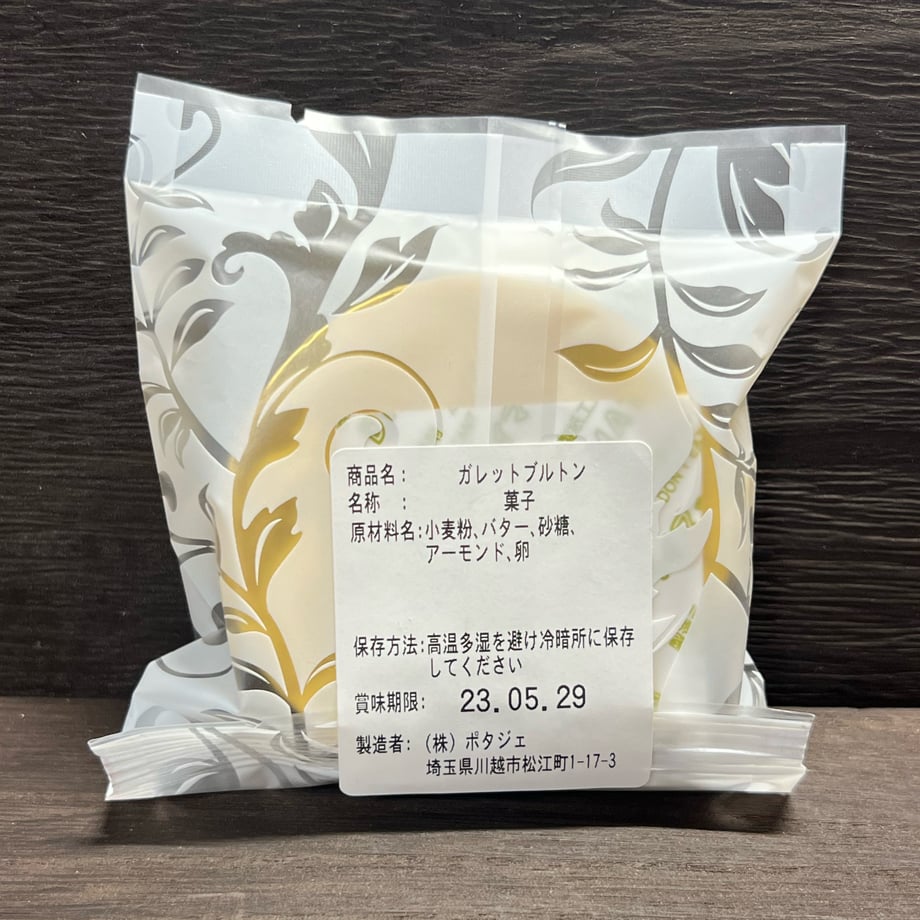 商品名: ガレットブルトン
名称 : 菓子
原材料名:小麦粉、バター、砂糖、
アーモンド、卵
保存方法:高温多湿を避け冷暗所に保存
してください
賞味期限: 23.05.29
製造者:(株)ポタジェ
埼玉県川越市松江町1-17-3